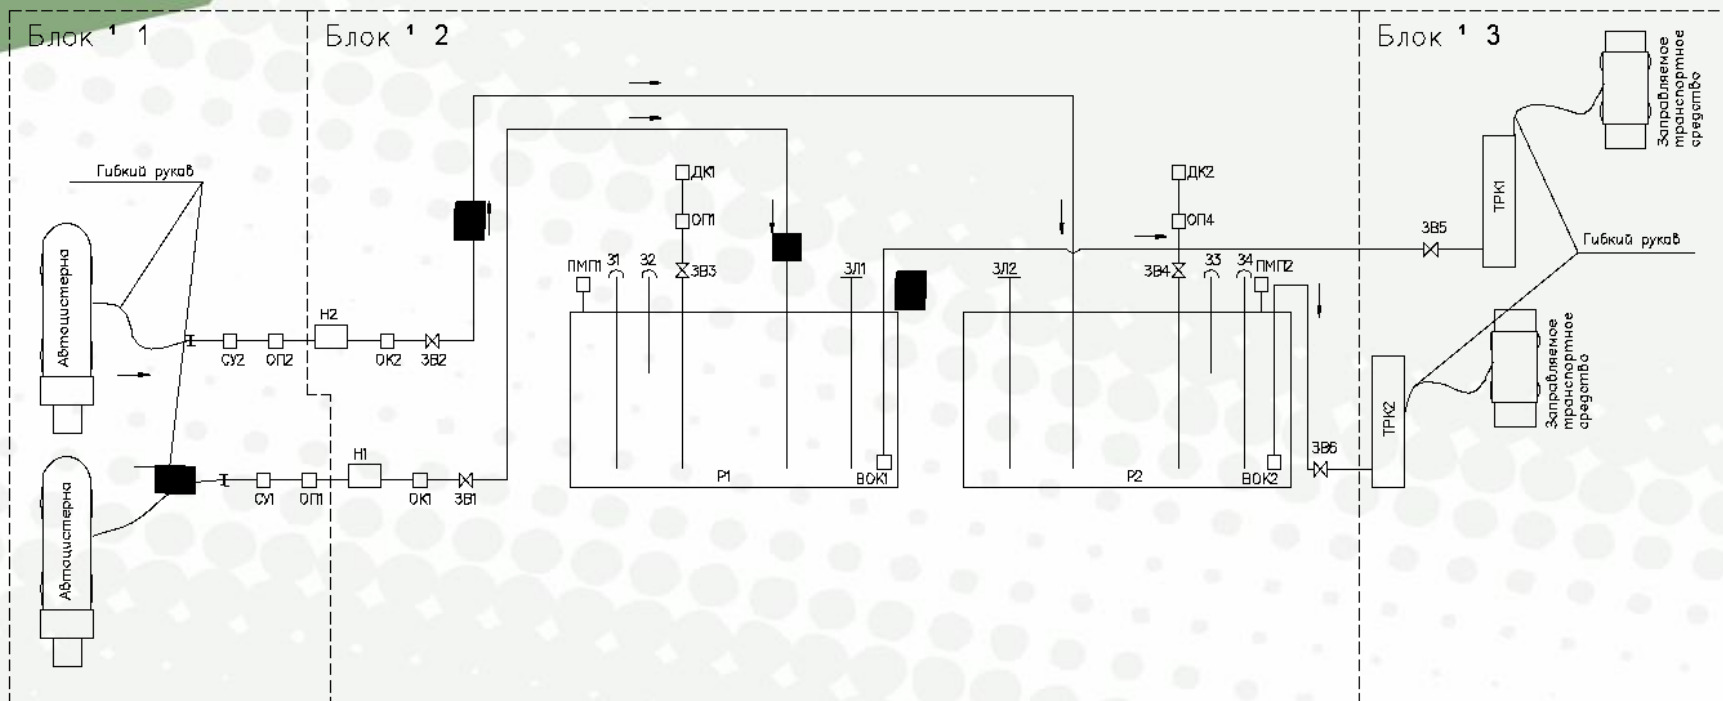 Блок ¹ 1
Блок ¹ 2
Блок ¹ 3
Заправляемое
транспортное
средство
Гибкий рукав
ДК1
ДК2
ТРК1
ОП1
ОП4
ЗВ5
Гибкий рукав
ПМП1
З1
З2
ЗВ3
ЗЛ1
ЗЛ2
ЗВ4
З3
З4
ПМП2
Автоцистерна
Н2
СУ2
ОП2
ОК2
ЗВ2
Заправляемое
транспортное
средство
ТРК2
Автоцистерна
Н1
СУ1
ОП1
ОК1
ЗВ1
Р1
ВОК1
Р2
ВОК2
ЗВ6